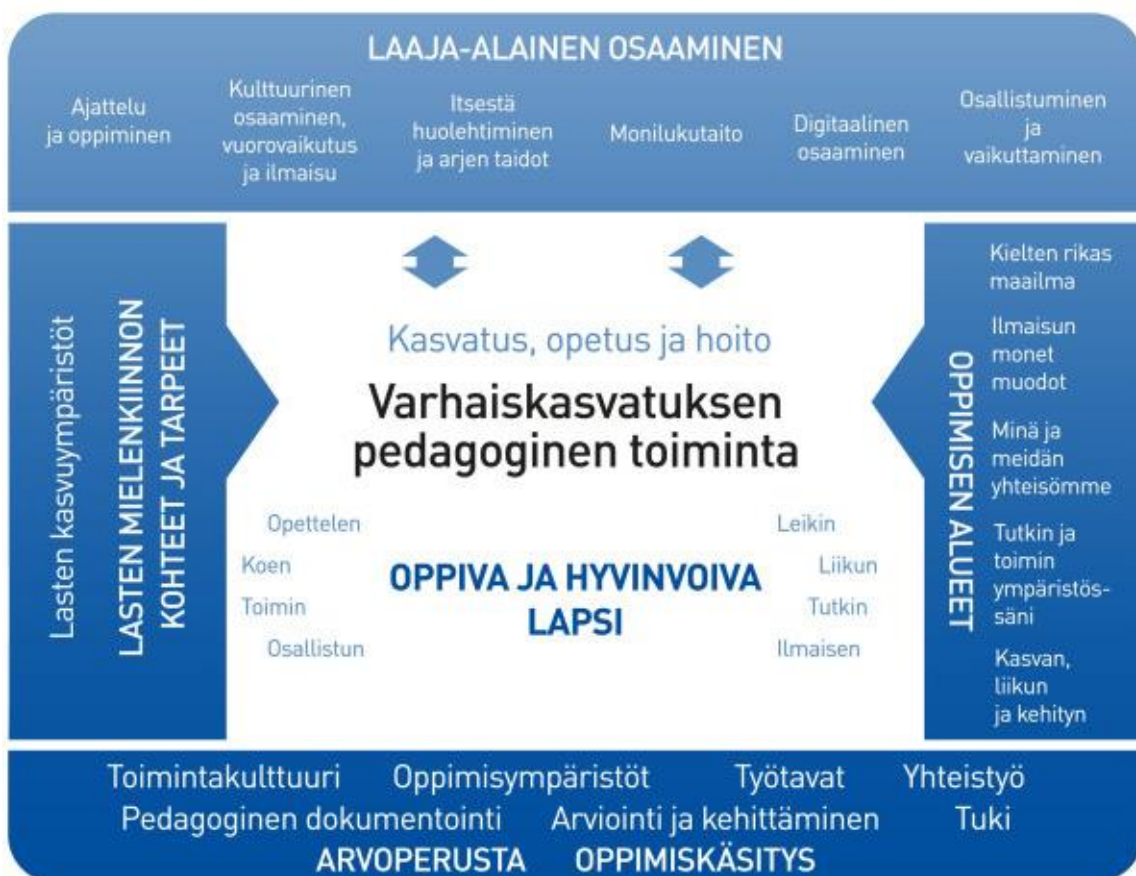 LAAJA-ALAINEN OSAAMINEN
Ajattelu
ja oppiminen
Kulttuurinen
osaaminen,
vuorovaikutus
ja ilmaisu
Itsestä
huolehtiminen
ja arjen taidot
Monilukutaito
Digitaalinen
osaaminen
Osallistuminen
ja
vaikuttaminen
Lasten kasvuympäristöt
LASTEN MIELENKIINNON
KOHTEET JA TARPEET
Kasvatus, opetus ja hoito
Varhaiskasvatuksen
pedagoginen toiminta
Opettelen
Koen
Toimin
Osallistun
OPPIVA JA HYVINVOIVA
LAPSI
Leikin
Liikun
Tutkin
Ilmaisen
OPPIMISEN ALUEET
Kielten rikas
maailma
Ilmaisun
monet
muodot
Minä ja
meidän
yhteisömme
Tutkin ja
toimin
ympäristös-
säni
Kasvan,
liikun
ja kehityn
Toimintakulttuuri Oppimisympäristöt Työtavat Yhteistyö
Pedagoginen dokumentointi Arviointi ja kehittäminen Tuki
ARVOPERUSTA OPPIMISKÄSITYS